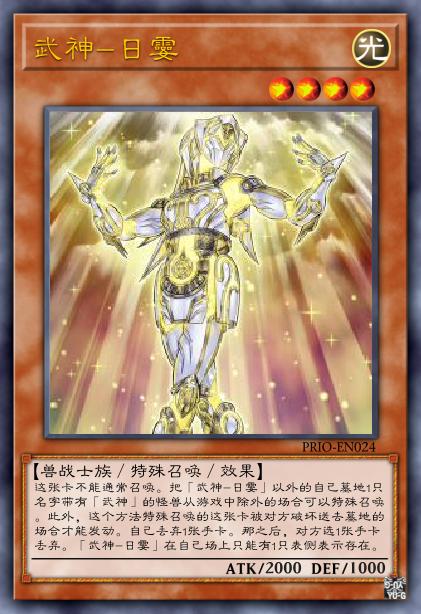 武神-日孁
光
PRIO-EN024
【兽战士族/特殊召唤/效果】
这张卡不能通常召唤。把「武神-日孁」以外的自己墓地1只
名字带有「武神」的怪兽从游戏中除外的场合可以特殊召唤
。此外,这个方法特殊召唤的这张卡被对方破坏送去墓地的
场合才能发动。自己丢弃1张手卡。那之后,对方选1张手卡
丢弃。「武神-日孁」在自己场上只能有1只表侧表示存在。
ATK/2000 DEF/1000